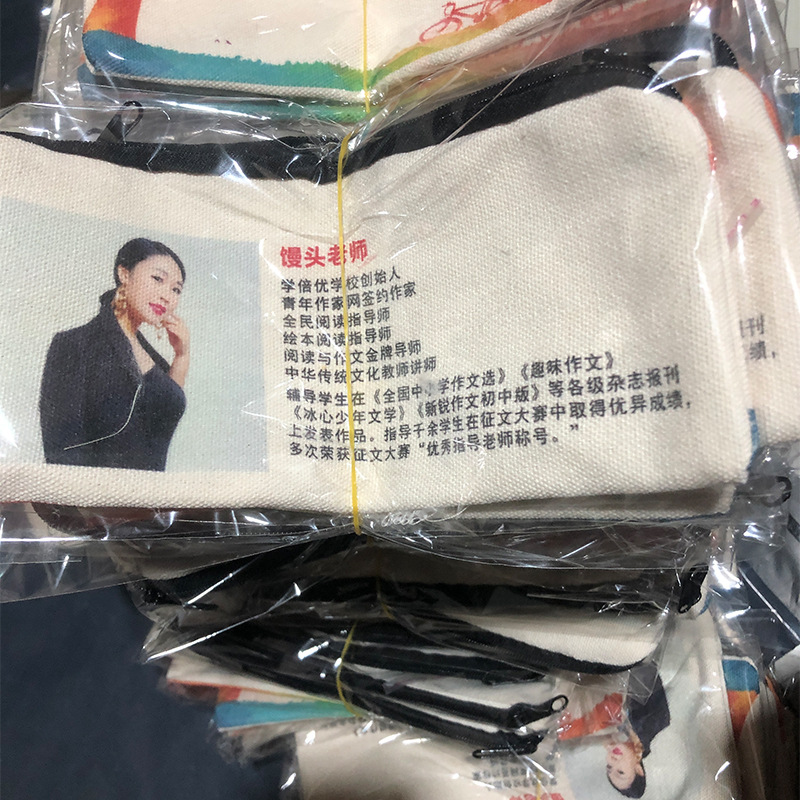 馒头老师
学倍优学校创始人
青年作家网签约作家
全民阅读指导师
绘本阅读指导师
阅读与作文金牌导师
中华传统文化教师讲师
辅导学生在《全国中小学作文选》《趣味作文》
《冰心少年文学》《新锐作文初中版》等各级杂志报刊
上发表作品。指导千余学生在征文大赛中取得优异成绩，
多次荣获征文大赛“优秀指导老师称号。”
刊
绩，